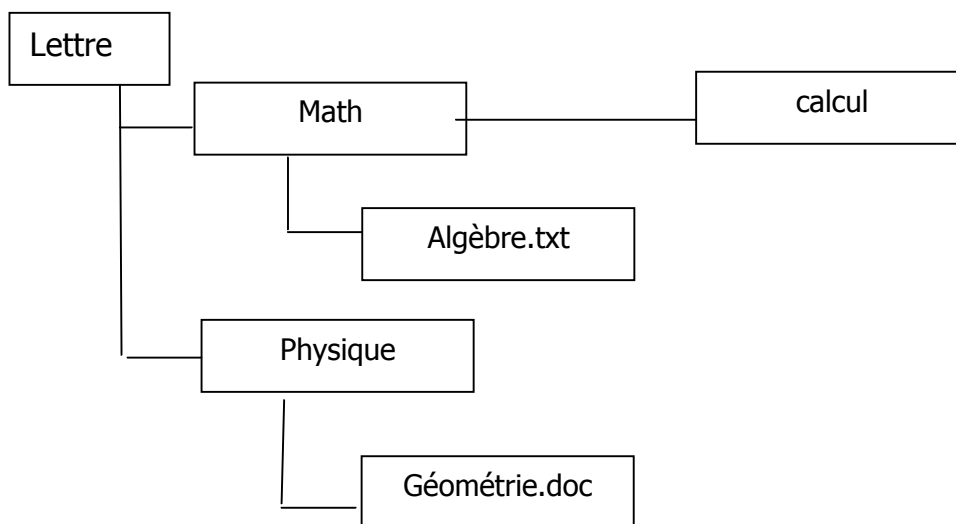 Lettre
Math
calcul
Algèbre.txt
Physique
Géométrie.doc